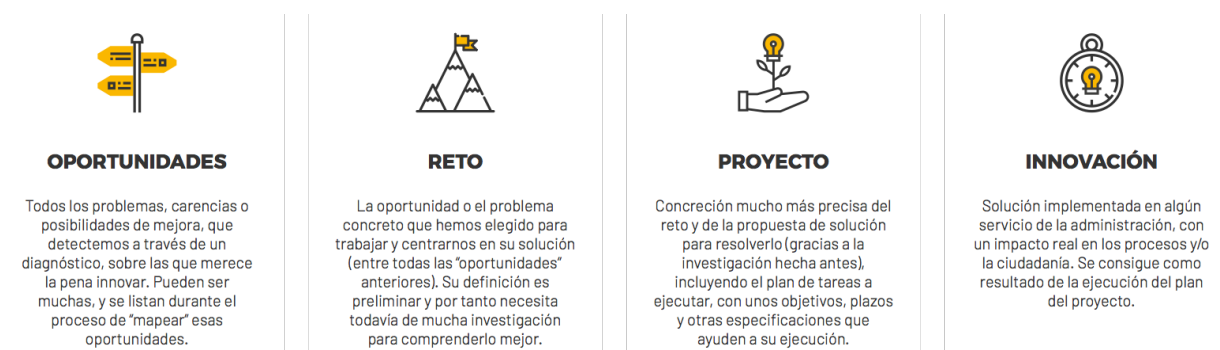 OPORTUNIDADES
Todos los problemas, carencias o
posibilidades de mejora, que
detectemos a través de un
diagnóstico, sobre las que merece
la pena innovar. Pueden ser
muchas, y se listan durante el
proceso de “mapear” esas
oportunidades.
RETO
La oportunidad o el problema
concreto que hemos elegido para
trabajar y centrarnos en su solución
(entre todas las “oportunidades”
anteriores). Su definición es
preliminar y por tanto necesita
todavía de mucha investigación
para comprenderlo mejor.
PROYECTO
Concreción mucho más precisa del
reto y de la propuesta de solución
para resolverlo (gracias a la
investigación hecha antes),
incluyendo el plan de tareas a
ejecutar, con unos objetivos, plazos
y otras especificaciones que
ayuden a su ejecución.
INNOVACIÓN
Solución implementada en algún
servicio de la administración, con
un impacto real en los procesos y/o
la ciudadanía. Se consigue como
resultado de la ejecución del plan
del proyecto.